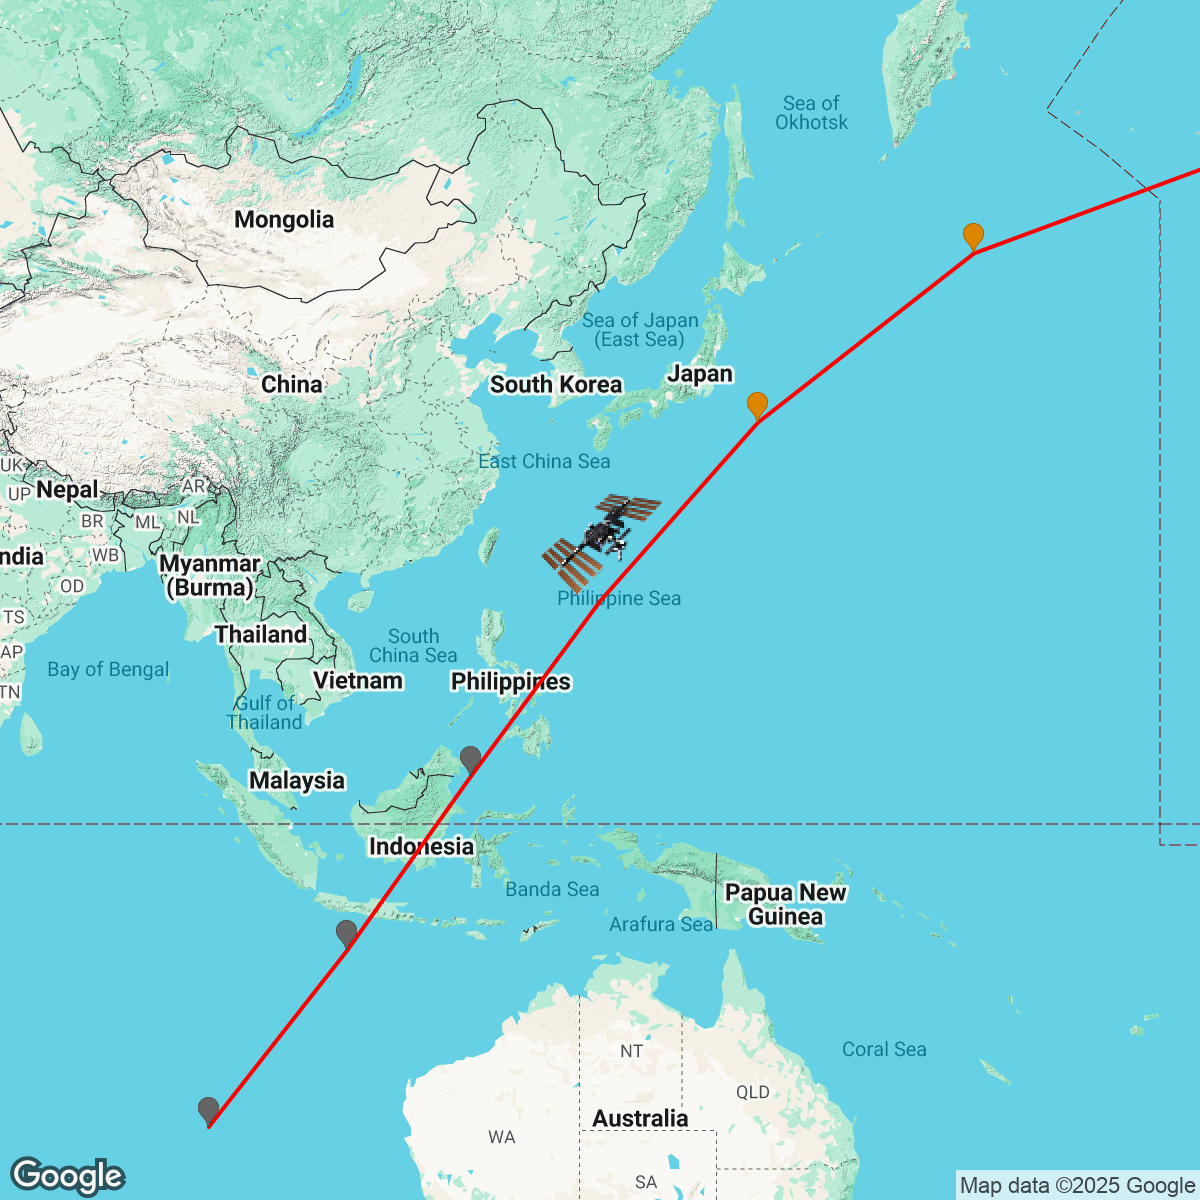 Sea of
Okhotsk
Mongolia
Sea of Japan
(East Sea)
Japan
China
South Korea
East China Sea
UK
Nepal
AR
UP
BR
ML
NL
ndia
WB
Myanmar
(Burma)
OD
Philippine Sea
TS
Thailand
South
China Sea
AP
Bay of Bengal
Vietnam
Philippines
TN
Gulf of
Thailand
Malaysia
Indonesia
Banda Sea
Papua New
Guinea
Arafura Sea
NT
Coral Sea
QLD
Australia
WA
SA
Google
Map data ©2025 Google